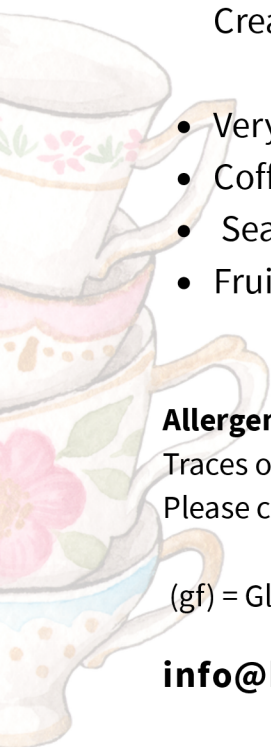 Crea
• Very
• Coff
• Sea
• Frui
Allergen
Traces o
Please c
(gf) = Gl
info@